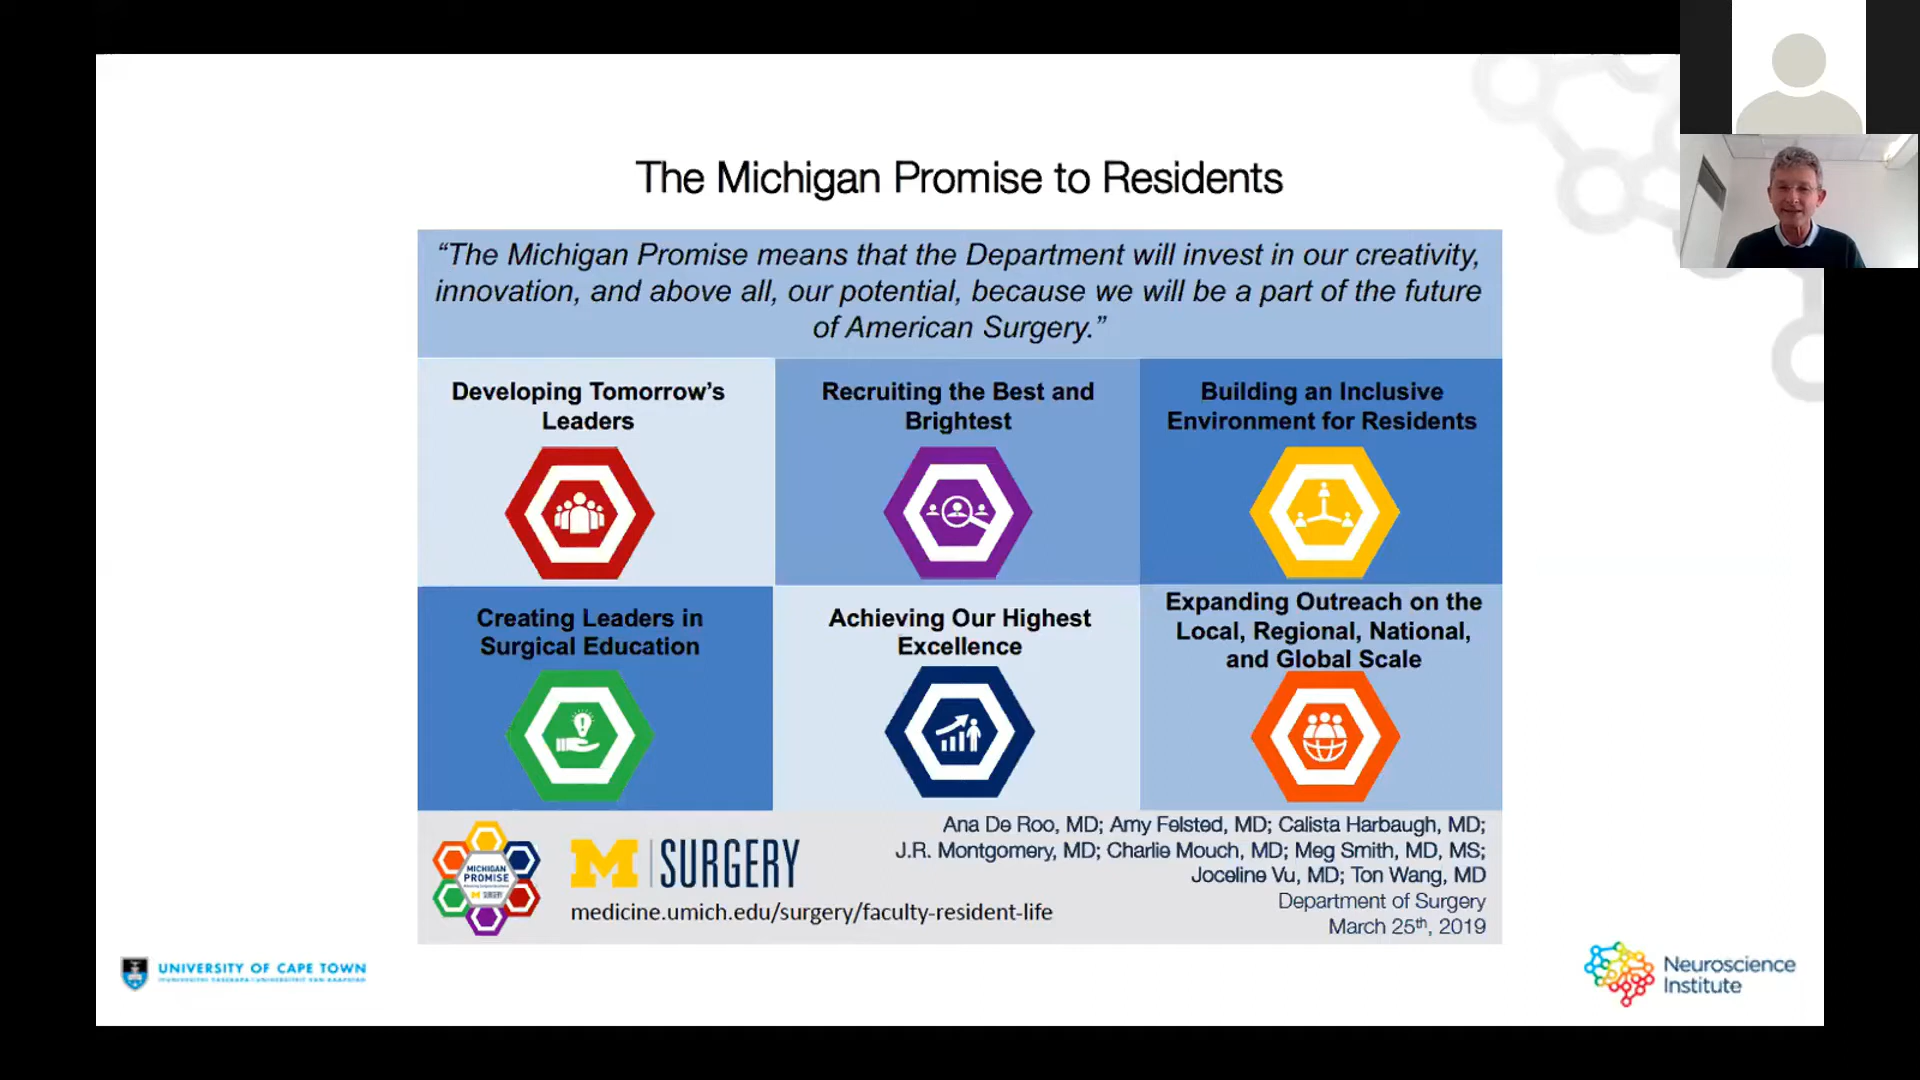 The Michigan Promise to Residents
“The Michigan Promise means that the Department will invest in our creativity,
innovation, and above all, our potential, because we will be a part of the future
of American Surgery.”
Developing Tomorrow’s
Leaders
Recruiting the Best and
Brightest
Building an Inclusive
Environment for Residents
Creating Leaders in
Surgical Education
Achieving Our Highest
Excellence
Expanding Outreach on the
Local, Regional, National,
and Global Scale
MICHIGAN
PROMISE
M SURGERY
M SURGERY
medicine.umich.edu/surgery/faculty-resident-life
Ana De Roo, MD; Amy Felsted, MD; Calista Harbaugh, MD;
J.R. Montgomery, MD; Charlie Mouch, MD; Meg Smith, MD, MS;
Joceline Vu, MD; Ton Wang, MD
Department of Surgery
March 25th, 2019
UNIVERSITY OF CAPE TOWN
Neuroscience
Institute